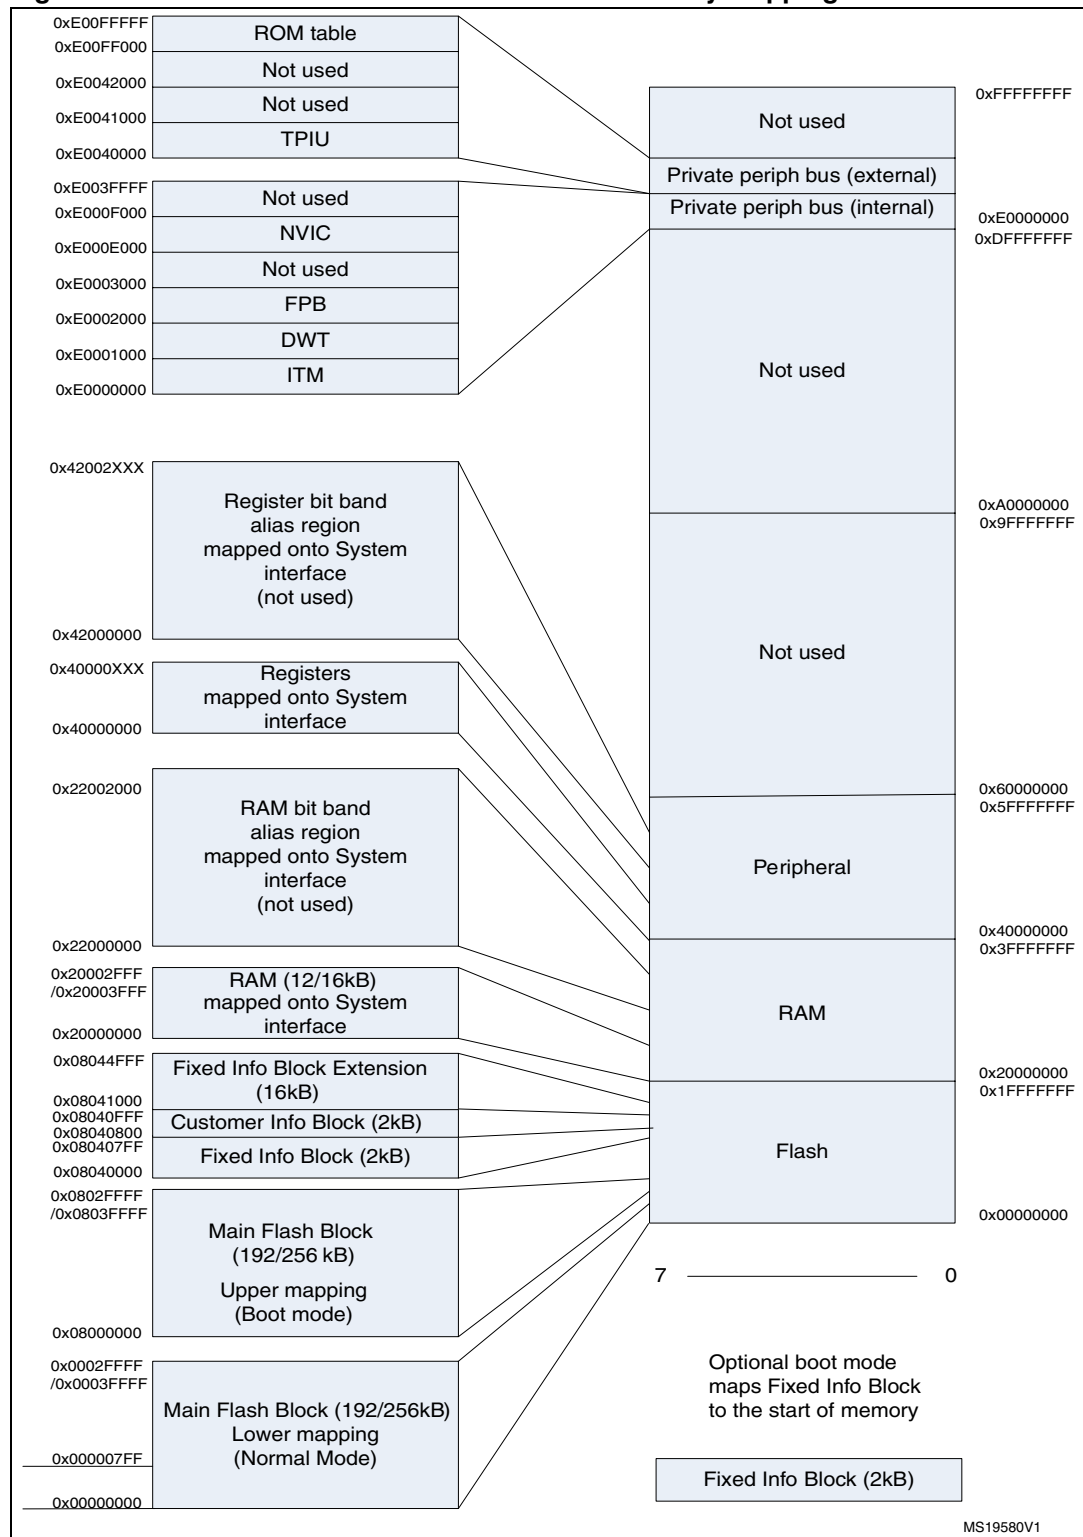 0xE00FFFFF
ROM table
0xE00FF000
Not used
0xE0042000
Not used
0xE0041000
TPIU
0xE0040000
0xE003FFFF
Not used
0xE000F000
NVIC
0xE000E000
Not used
0xE0003000
FPB
0xE0002000
DWT
0xE0001000
ITM
0xE0000000
0x42002XXX
Register bit band
alias region
mapped onto System
interface
(not used)
0x42000000
0x40000XXX
Registers
mapped onto System
interface
0x40000000
0x22002000
RAM bit band
alias region
mapped onto System
interface
(not used)
0x22000000
0x20002FFF
/0x20003FFF
RAM (12/16kB)
mapped onto System
interface
0x20000000
0x08044FFF
Fixed Info Block Extension
(16kB)
0x08041000
0x08040FFF
Customer Info Block (2kB)
0x08040800
0x080407FF
Fixed Info Block (2kB)
0x08040000
0x0802FFFF
/0x0803FFFF
Main Flash Block
(192/256 kB)
Upper mapping
(Boot mode)
0x08000000
0x0002FFFF
/0x0003FFFF
Main Flash Block (192/256kB)
Lower mapping
(Normal Mode)
0x000007FF
0x00000000
0xFFFFFFFF
Not used
Private periph bus (external)
Private periph bus (internal)
0xE0000000
0xDFFFFFFF
Not used
0xA0000000
0x9FFFFFFF
Not used
0x60000000
0x5FFFFFFF
Peripheral
0x40000000
0x3FFFFFFF
RAM
0x20000000
0x1FFFFFFF
Flash
0x00000000
7 0
Optional boot mode
maps Fixed Info Block
to the start of memory
Fixed Info Block (2kB)
MS19580V1